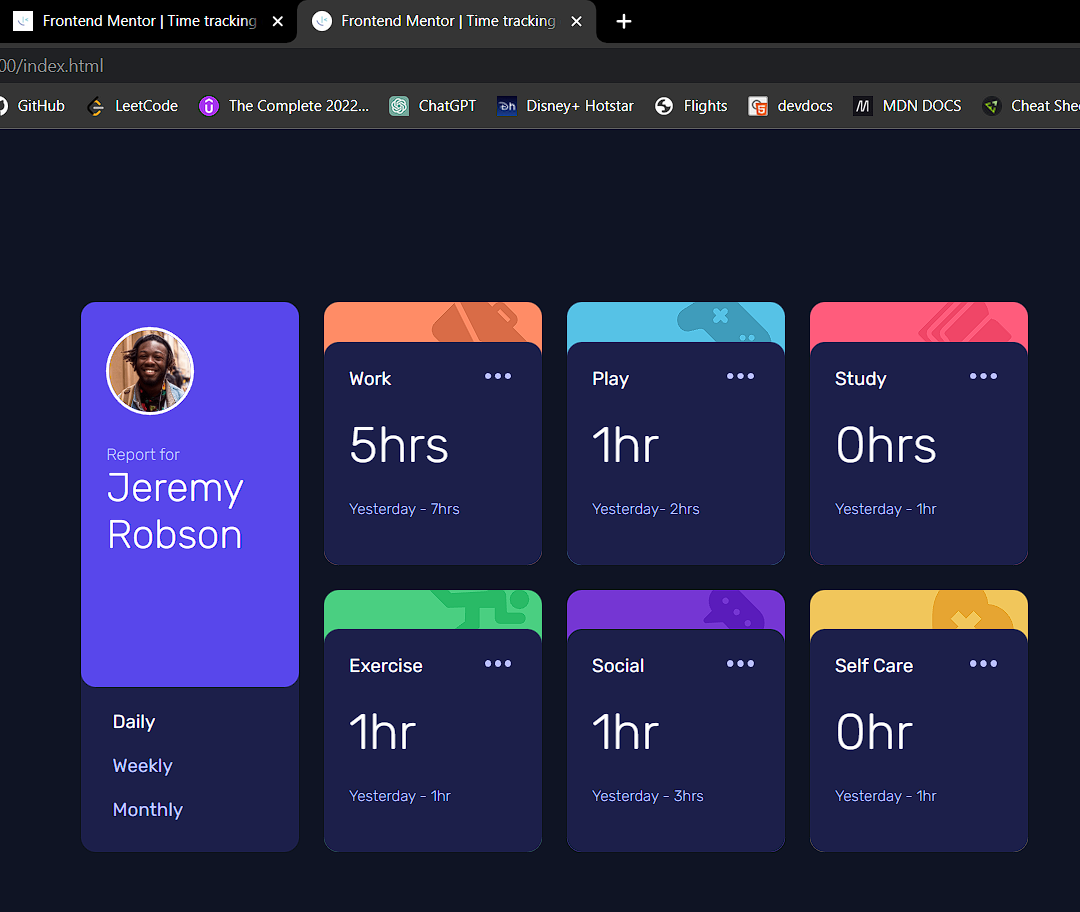 Frontend Mentor | Time tracking
Frontend Mentor | Time tracking
00/index.html
GitHub LeetCode The Complete 2022... ChatGPT Disney+ Hotstar Flights devdocs MDN DOCS Cheat Shee
Report for
Jeremy
Robson
Daily
Weekly
Monthly
Work
5hrs
Yesterday - 7hrs
Play
1hr
Yesterday- 2hrs
Study
0hrs
Yesterday - 1hr
Exercise
1hr
Yesterday - 1hr
Social
1hr
Yesterday - 3hrs
Self Care
0hr
Yesterday - 1hr